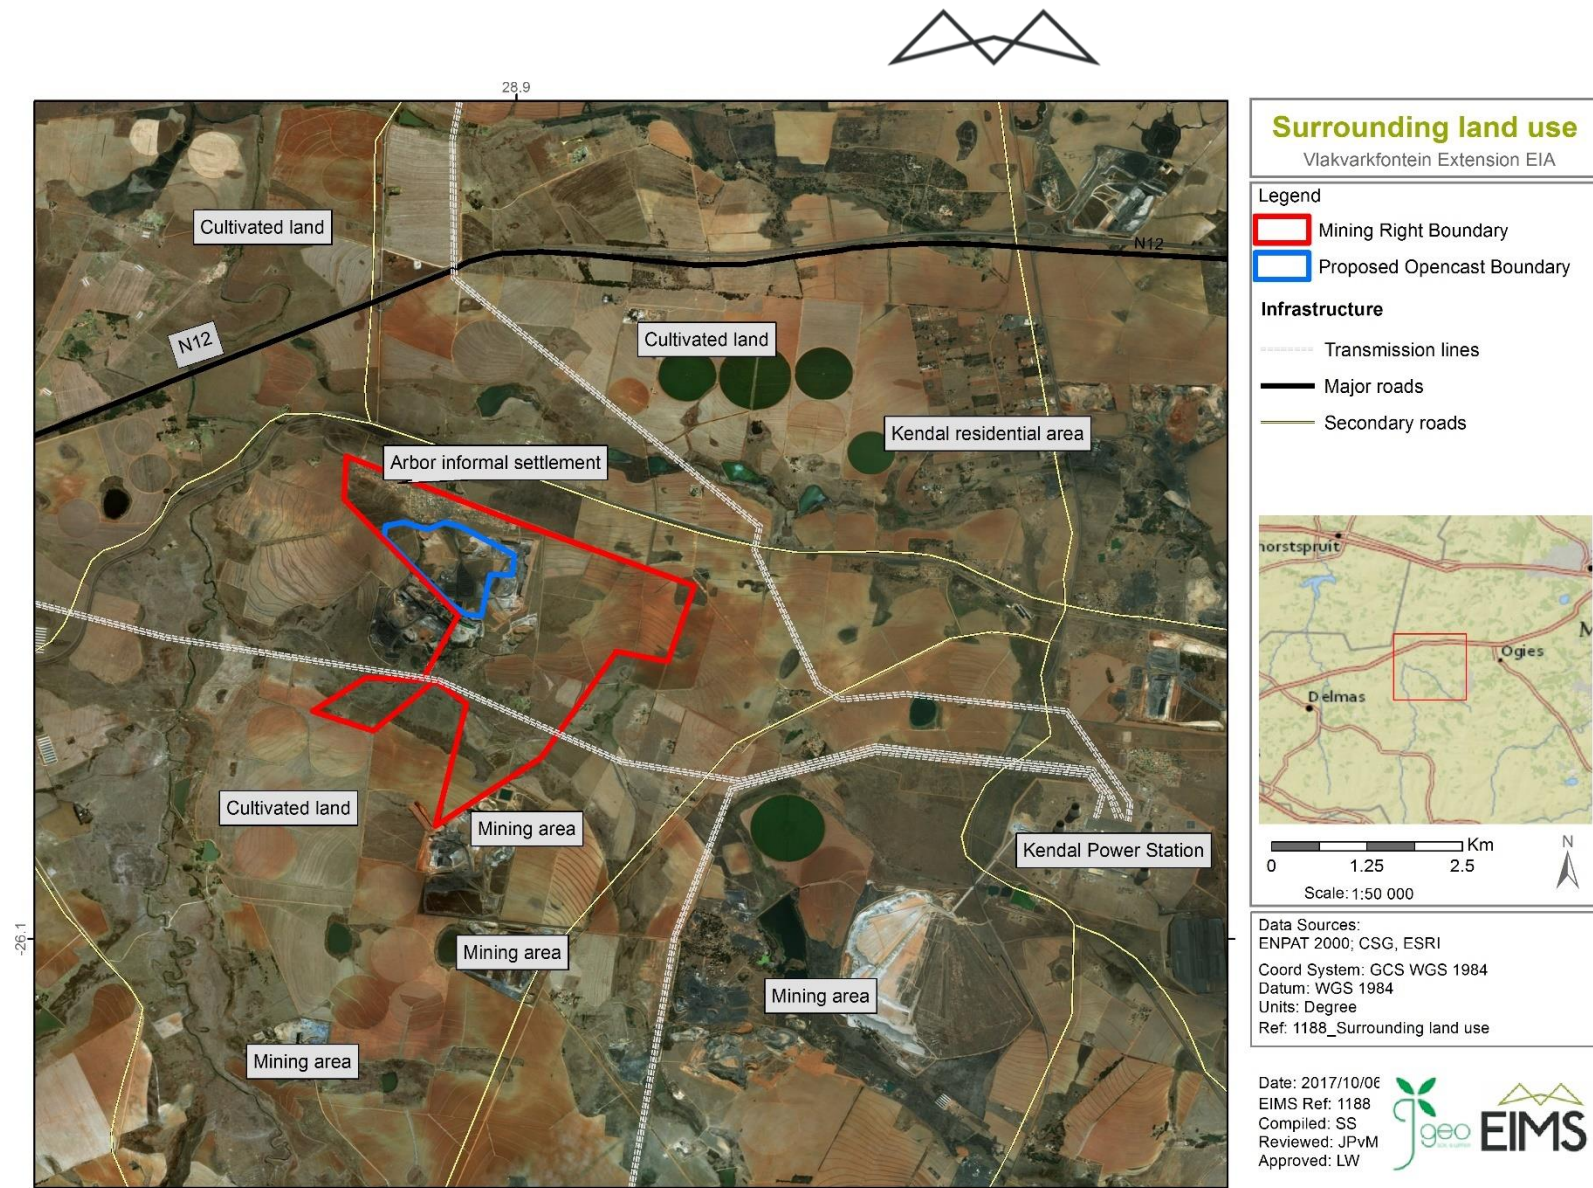 28.9
Cultivated land
N12
N12
Cultivated land
Kendal residential area
Arbor informal settlement
Cultivated land
Mining area
Kendal Power Station
-26.1
Mining area
Mining area
Mining area
Surrounding land use
Vlakvarkfontein Extension EIA
Legend
Mining Right Boundary
Proposed Opencast Boundary
Infrastructure
Transmission lines
Major roads
Secondary roads
horstspruit
M
Ogies
Delmas
Km
0 1.25 2.5
Scale: 1:50 000
N
Data Sources:
ENPAT 2000; CSG, ESRI
Coord System: GCS WGS 1984
Datum: WGS 1984
Units: Degree
Ref: 1188_Surrounding land use
Date: 2017/10/06
EIMS Ref: 1188
Compiled: SS
Reviewed: JPvM
Approved: LW
geo
EIMS